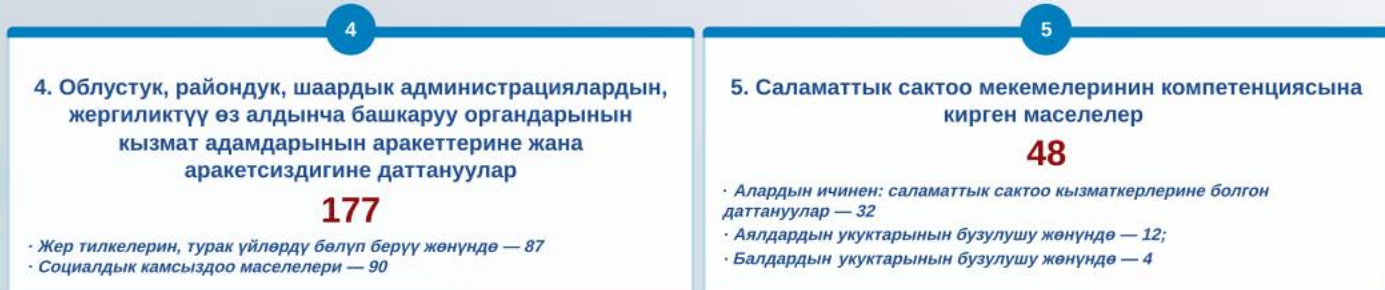 4
4. Облустук, райондук, шаардык администрациялардын,
жергиликтүү өз алдынча башкаруу органдарынын
кызмат адамдарынын аракеттерине жана
аракетсиздигине даттануулар
177
· Жер тилкелерин, турак үйлөрдү бөлүп берүү жөнүндө — 87
· Социалдык камсыздоо маселелери — 90
5
5. Саламаттык сактоо мекемелеринин компетенциясына
кирген маселелер
48
· Алардын ичинен: саламаттык сактоо кызматкерлерине болгон
даттануулар — 32
· Аялдардын укуктарынын бузулушу жөнүндө — 12;
· Балдардын укуктарынын бузулушу жөнүндө — 4